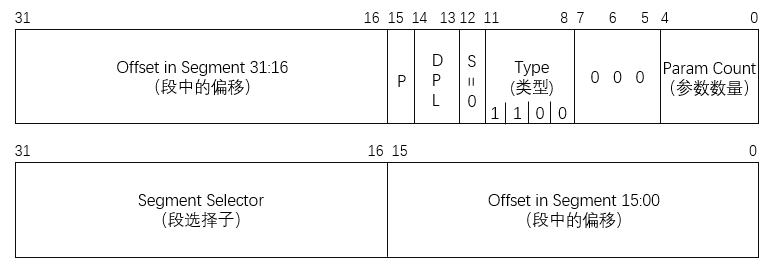 31 16 15 14 13 12 11 8 7 6 5 4 0
Offset in Segment 31:16
(段中的偏移)
P
D
P
L
S
=
0
Type
(类型)
1 1 0 0
0 0 0
Param Count
(参数数量)
31 16 15 0
Segment Selector
(段选择子)
Offset in Segment 15:00
(段中的偏移)